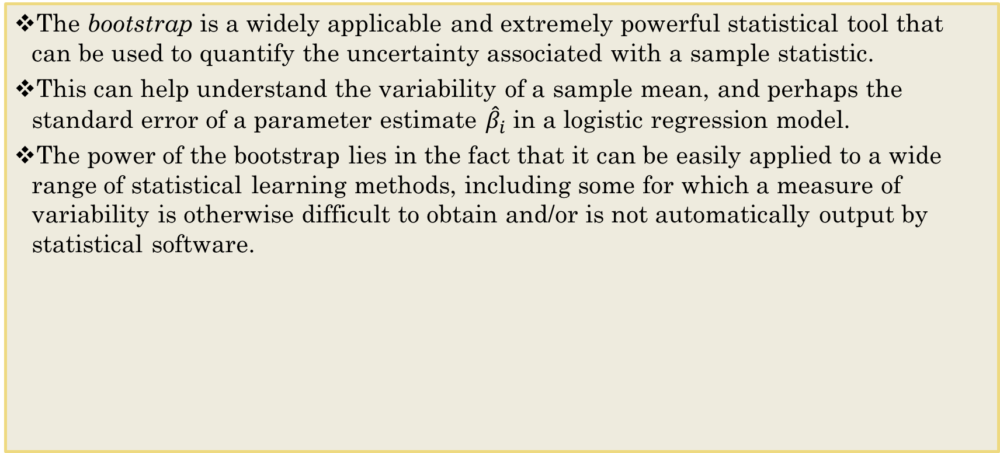 ❖The bootstrap is a widely applicable and extremely powerful statistical tool that
can be used to quantify the uncertainty associated with a sample statistic.
❖This can help understand the variability of a sample mean, and perhaps the
standard error of a parameter estimate β̂ᵢ in a logistic regression model.
❖The power of the bootstrap lies in the fact that it can be easily applied to a wide
range of statistical learning methods, including some for which a measure of
variability is otherwise difficult to obtain and/or is not automatically output by
statistical software.